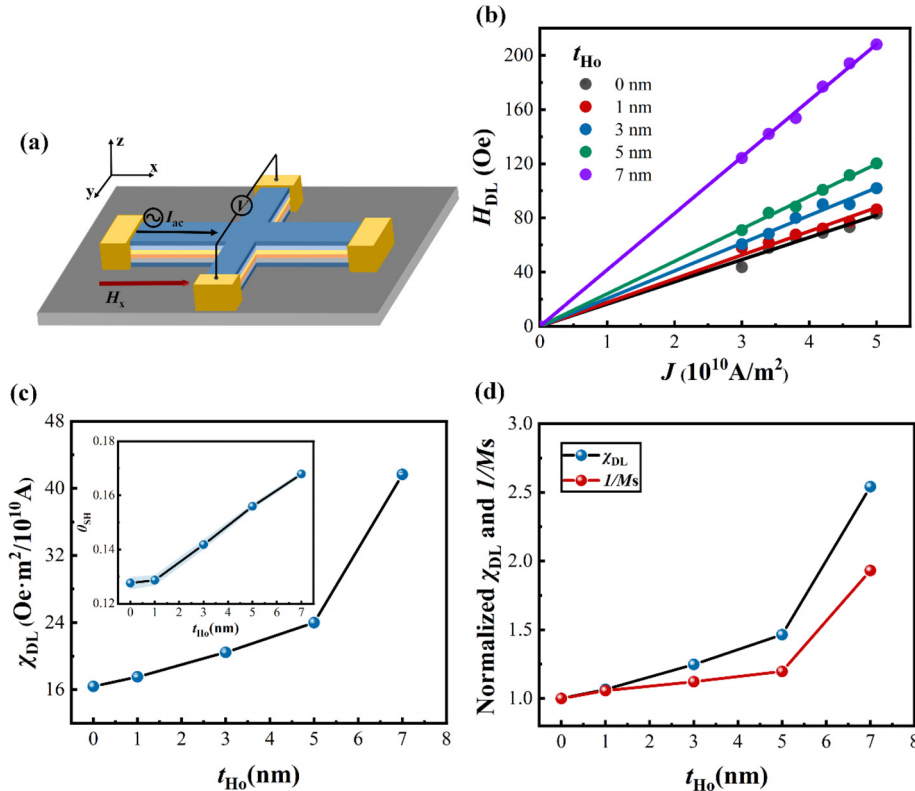 (a)
z
x
y
I_ac
V
H_x
(b)
200
160
120
80
40
0
H_DL (Oe)
t_Ho
0 nm
1 nm
3 nm
5 nm
7 nm
0 1 2 3 4 5
J (10^10 A/m^2)
(c)
48
42
36
30
24
16
χ_DL (Oe·m^2/10^10A)
0.18
0.16
0.14
0.12
θ_SH
0 1 2 3 4 5 6 7
t_Ho(nm)
0 1 2 3 4 5 6 7 8
t_Ho(nm)
(d)
3.0
2.5
2.0
1.5
1.0
Normalized χ_DL and 1/Ms
χ_DL
1/Ms
0 1 2 3 4 5 6 7 8
t_Ho(nm)